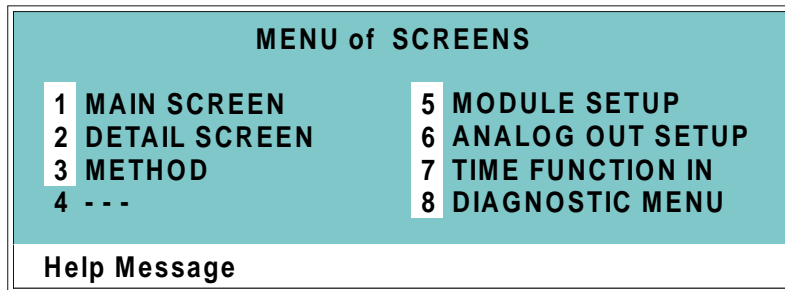 MENU of SCREENS
1 MAIN SCREEN
2 DETAIL SCREEN
3 METHOD
4 - - -
5 MODULE SETUP
6 ANALOG OUT SETUP
7 TIME FUNCTION IN
8 DIAGNOSTIC MENU
Help Message